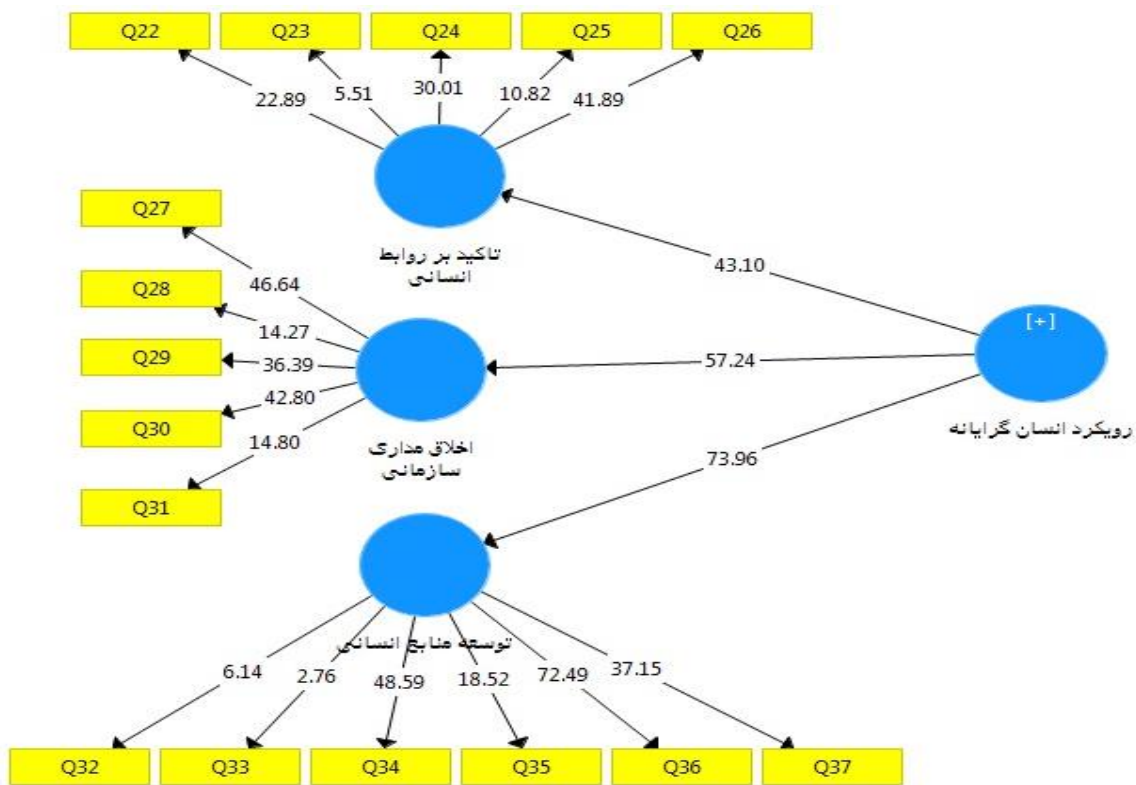 Q22
Q23
Q24
Q25
Q26
22.89
5.51
30.01
10.82
41.89
تاکید بر روابط
انسانی
Q27
Q28
Q29
Q30
Q31
46.64
14.27
36.39
42.80
14.80
اخلاق مداری
سازمانی
43.10
57.24
73.96
[+]
رویکرد انسان گرایانه
توسعه منابع انسانی
6.14
2.76
48.59
18.52
72.49
37.15
Q32
Q33
Q34
Q35
Q36
Q37